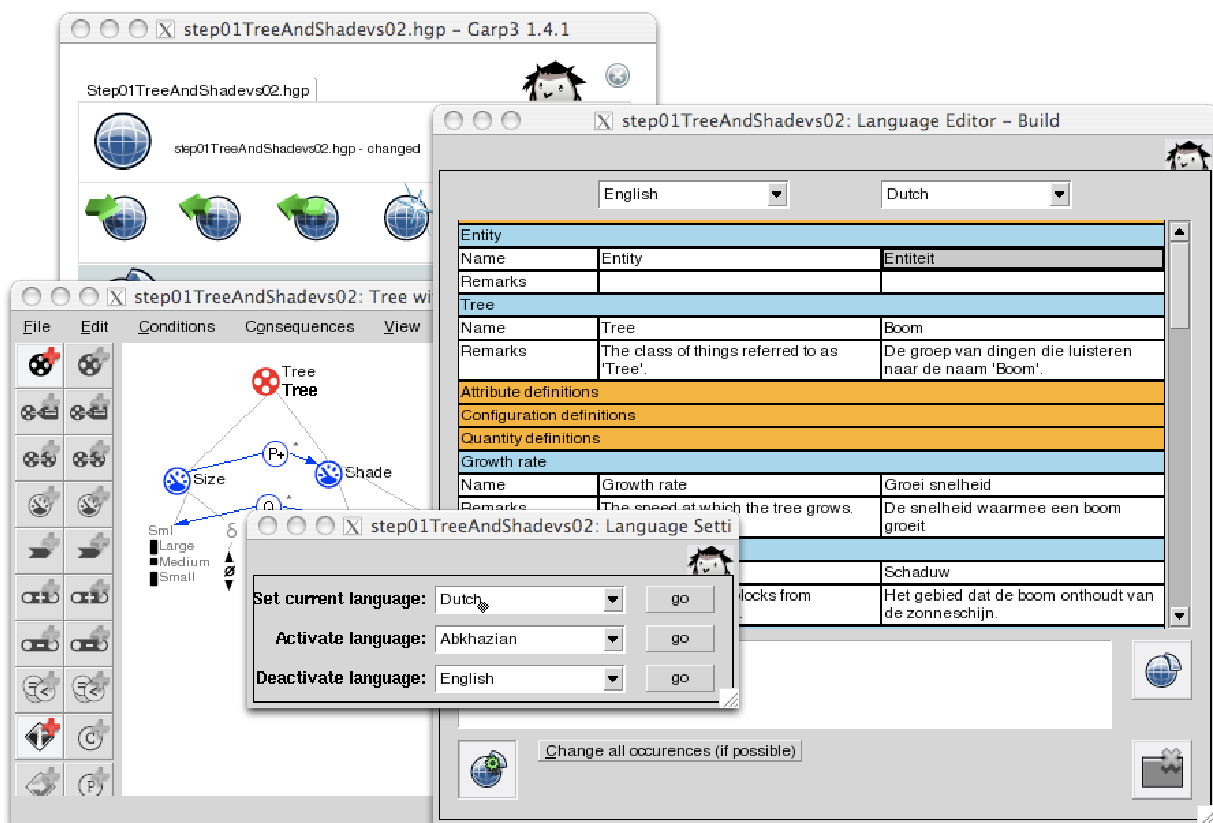 step01TreeAndShadevs02.hgp – Garp3 1.4.1
Step01TreeAndShadevs02.hgp
step01TreeAndShadevs02.hgp - changed
step01TreeAndShadevs02: Language Editor – Build
English Dutch
Entity
Name Entity Entiteit
Remarks
Tree
Name Tree Boom
Remarks The class of things referred to as De groep van dingen die luisteren
'Tree'. naar de naam 'Boom'.
Attribute definitions
Configuration definitions
Quantity definitions
Growth rate
Name Growth rate Groei snelheid
Remarks The speed at which the tree grows. De snelheid waarmee een boom
groeit
Schaduw
blocks from Het gebied dat de boom onthoudt van
de zonneschijn.
Change all occurences (if possible)
step01TreeAndShadevs02: Tree wi
File Edit Conditions Consequences View
Tree
Tree
P+ *
Size Shade
Q *
Sml δ
Large
Medium ø
Small
C
P
step01TreeAndShadevs02: Language Setti
Set current language: Dutch go
Activate language: Abkhazian go
Deactivate language: English go